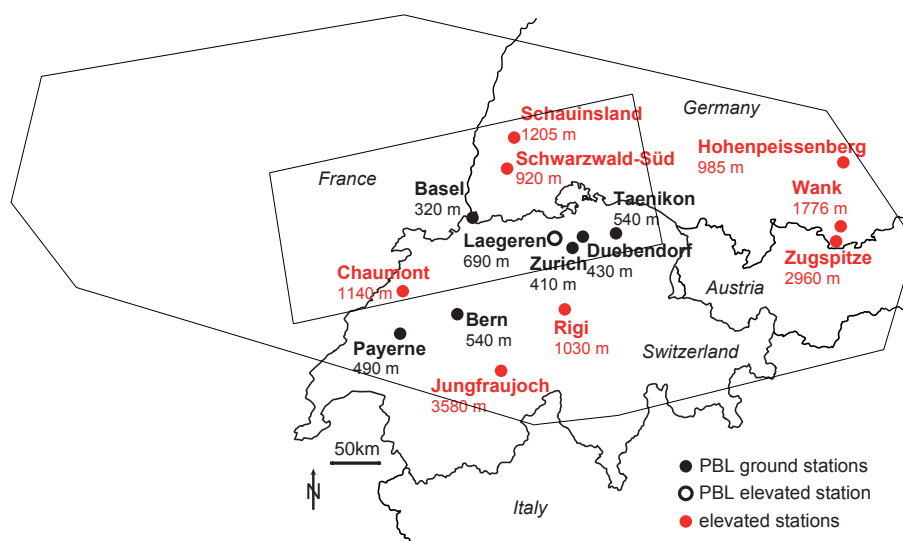 Germany
Schauinsland
1205 m
Hohenpeissenberg
985 m
Schwarzwald-Süd
920 m
France
Basel
320 m
Taenikon
540 m
Wank
1776 m
Laegeren
690 m
Duebendorf
430 m
Zurich
410 m
Zugspitze
2960 m
Chaumont
1140 m
Austria
Bern
540 m
Rigi
1030 m
Payerne
490 m
Switzerland
Jungfraujoch
3580 m
50km
N
Italy
PBL ground stations
PBL elevated station
elevated stations